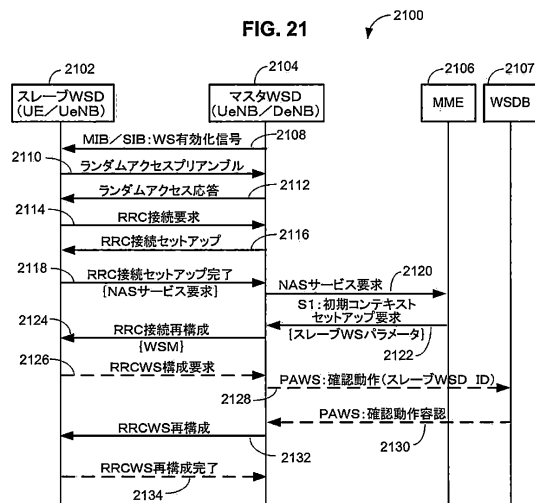 FIG. 21
2100
2102
2104
2106
2107
スレーブWSD
(UE/UeNB)
マスタWSD
(UeNB/DeNB)
MME
WSDB
MIB/SIB:WS有効化信号
2108
2110
ランダムアクセスプリアンブル
2112
ランダムアクセス応答
2114
RRC接続要求
2116
RRC接続セットアップ
2118
RRC接続セットアップ完了
{NASサービス要求}
2120
NASサービス要求
S1:初期コンテキスト
セットアップ要求
{スレーブWSパラメータ}
2122
2124
RRC接続再構成
{WSM}
2126
RRCWS構成要求
PAWS:確認動作(スレーブWSD ID)
2128
PAWS:確認動作容認
2130
RRCWS再構成
2132
RRCWS再構成完了
2134